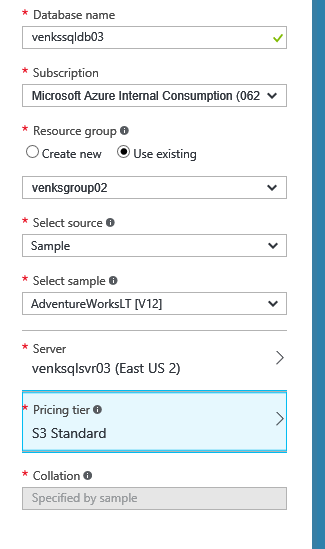 * Database name
venkssqldb03
* Subscription
Microsoft Azure Internal Consumption (062
* Resource group
Create new Use existing
venksgroup02
* Select source
Sample
* Select sample
AdventureWorksLT [V12]
* Server
venksqlsvr03 (East US 2)
* Pricing tier
S3 Standard
* Collation
Specified by sample